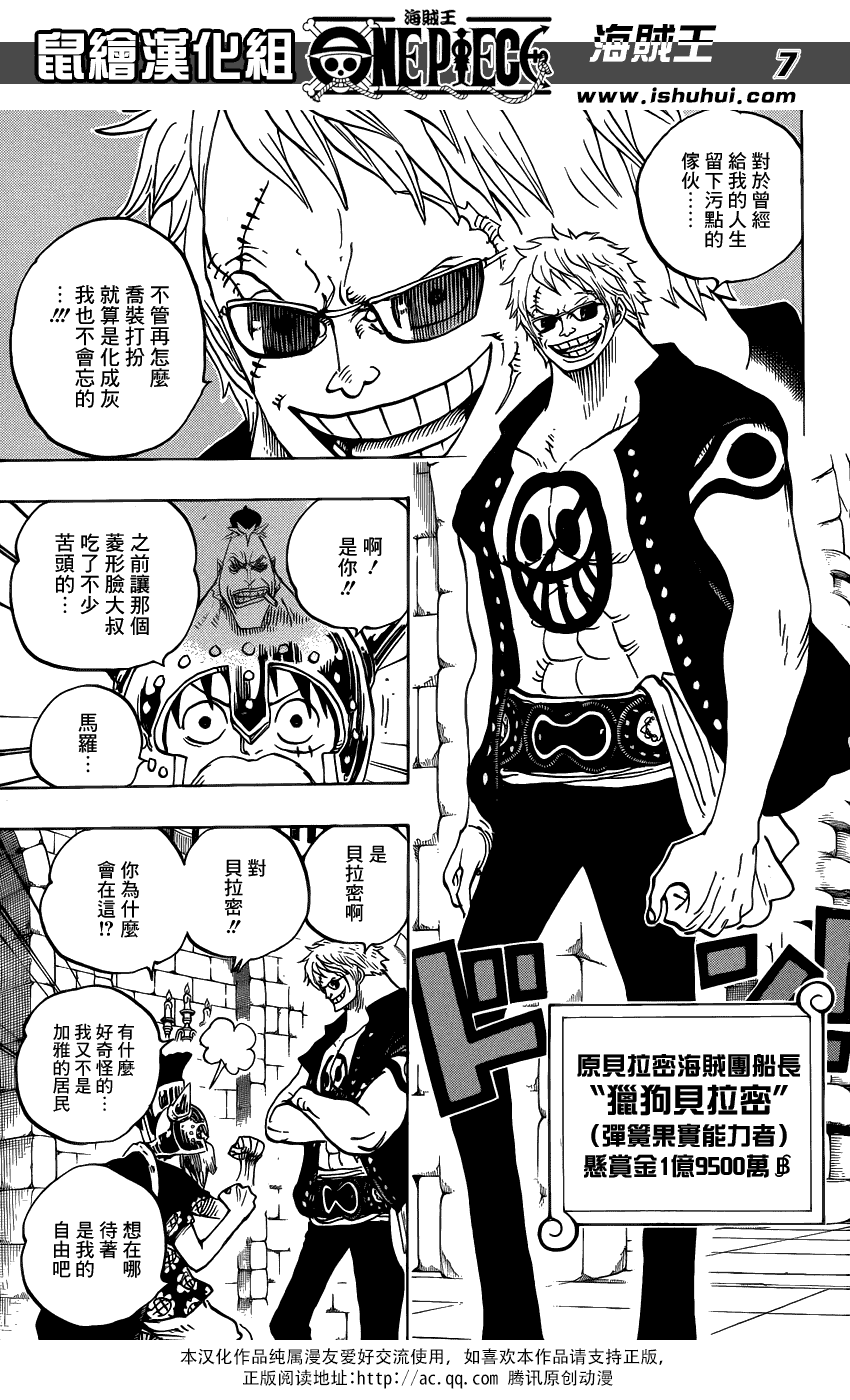 鼠繪漢化組
海賊王
ONE PIECE
海賊王
7
www.ishuhui.com
對於曾經
給我的人生
留下污點的
傢伙……
不管再怎麼
喬裝打扮
就算是化成灰
我也不會忘的
…!!!
啊！
是你!!
之前讓那個
菱形臉大叔
吃了不少
苦頭的…
馬羅…
是
貝拉密啊
對
貝拉密!!
你為什麼
會在這!?
有什麼
好奇怪的…
我又不是
加雅的居民
想在哪
待著
是我的
自由吧
ドン
原貝拉密海賊團船長
“獵狗貝拉密”
（彈簧果實能力者）
懸賞金1億9500萬฿
本汉化作品纯属漫友爱好交流使用，如喜欢本作品请支持正版，
正版阅读地址:http://ac.qq.com 腾讯原创动漫